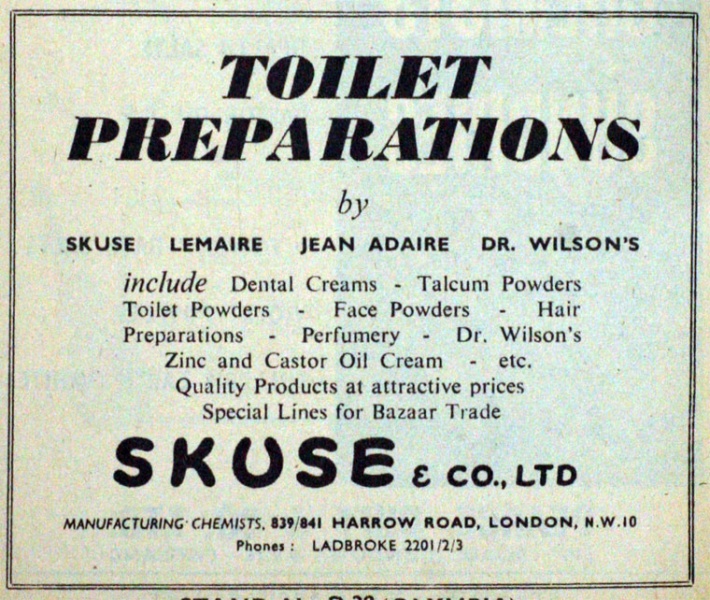 TOILET
PREPARATIONS
by
SKUSE LEMAIRE JEAN ADAIRE DR. WILSON'S
include Dental Creams - Talcum Powders
Toilet Powders - Face Powders - Hair
Preparations - Perfumery - Dr. Wilson's
Zinc and Castor Oil Cream - etc.
Quality Products at attractive prices
Special Lines for Bazaar Trade
SKUSE & CO., LTD
MANUFACTURING CHEMISTS, 839/841 HARROW ROAD, LONDON, N.W.10
Phones : LADBROKE 2201/2/3